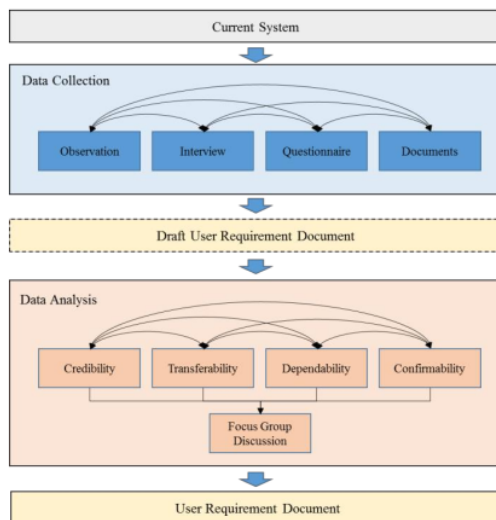 Current System
Data Collection
Observation
Interview
Questionnaire
Documents
Draft User Requirement Document
Data Analysis
Credibility
Transferability
Dependability
Confirmability
Focus Group
Discussion
User Requirement Document